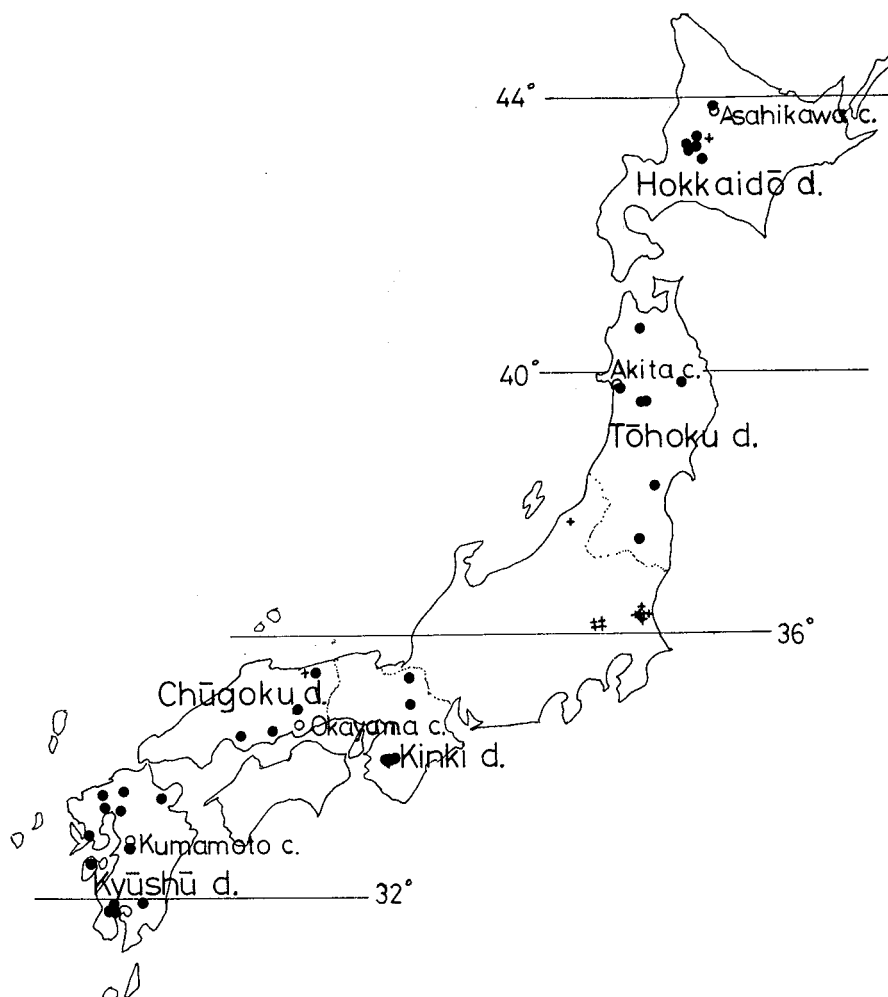 44°
Asahikawa c.
Hokkaidō d.
40°
Akita c.
Tōhoku d.
36°
Chūgoku d.
Okayama c.
Kinki d.
Kumamoto c.
Kyūshū d.
32°